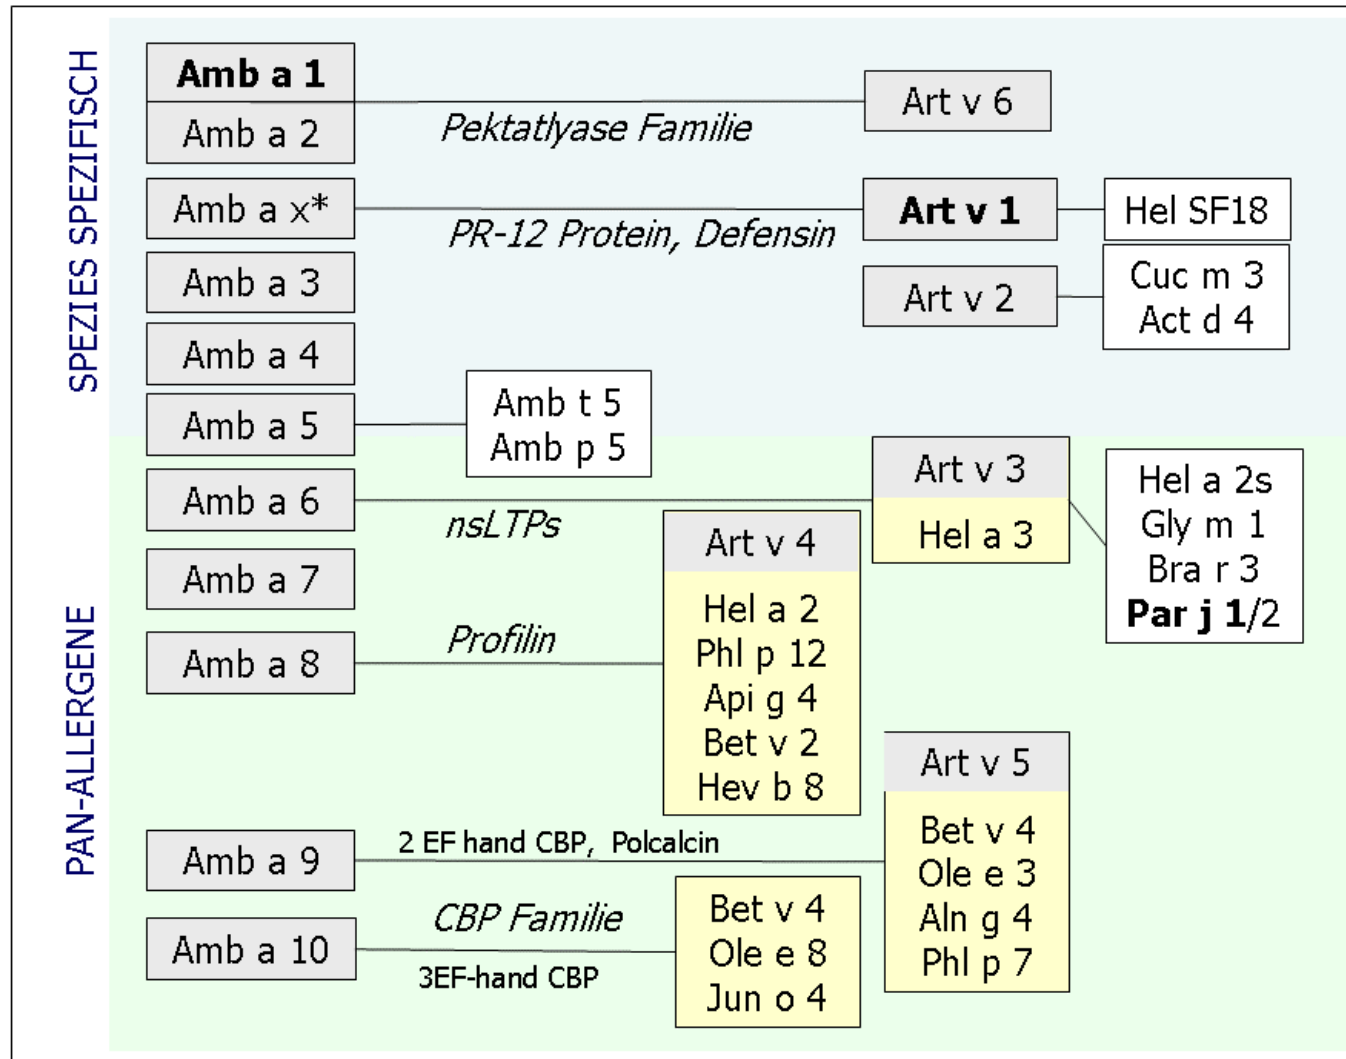 SPEZIES SPEZIFISCH
Amb a 1
Amb a 2
Pektatlyase Familie
Art v 6
Amb a x*
PR-12 Protein, Defensin
Art v 1
Hel SF18
Amb a 3
Art v 2
Cuc m 3
Act d 4
Amb a 4
Amb a 5
Amb t 5
Amb p 5
PAN-ALLERGENE
Amb a 6
nsLTPs
Art v 3
Hel a 3
Hel a 2s
Gly m 1
Bra r 3
Par j 1/2
Amb a 7
Amb a 8
Profilin
Art v 4
Hel a 2
Phl p 12
Api g 4
Bet v 2
Hev b 8
Amb a 9
2 EF hand CBP, Polcalcin
Art v 5
Bet v 4
Ole e 3
Aln g 4
Phl p 7
CBP Familie
Amb a 10
3EF-hand CBP
Bet v 4
Ole e 8
Jun o 4